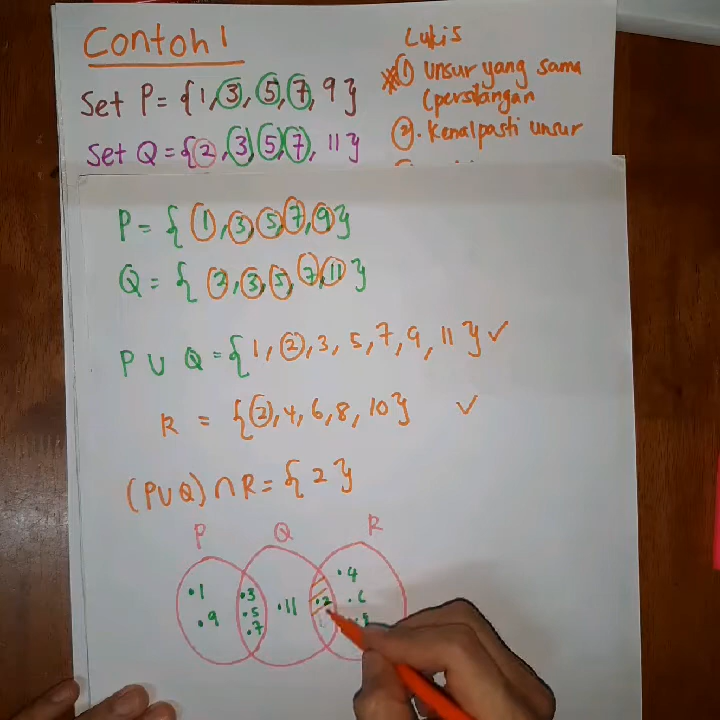 Contoh 1
Set P = {1, 3, 5, 7, 9}
Set Q = {2, 3, 5, 7, 11}
Lukis
* ① unsur yang sama
(persilangan
②. Kenalpasti unsur
P = { 1, 3, 5, 7, 9}
Q = { 2, 3, 5, 7, 11}
P ∪ Q = {1, 2, 3, 5, 7, 9, 11} ✓
R = {2, 4, 6, 8, 10} ✓
(P∪Q) ∩ R = {2}
P Q R
•1 •3 •4
•5 •11 •2 •6
•9 •7